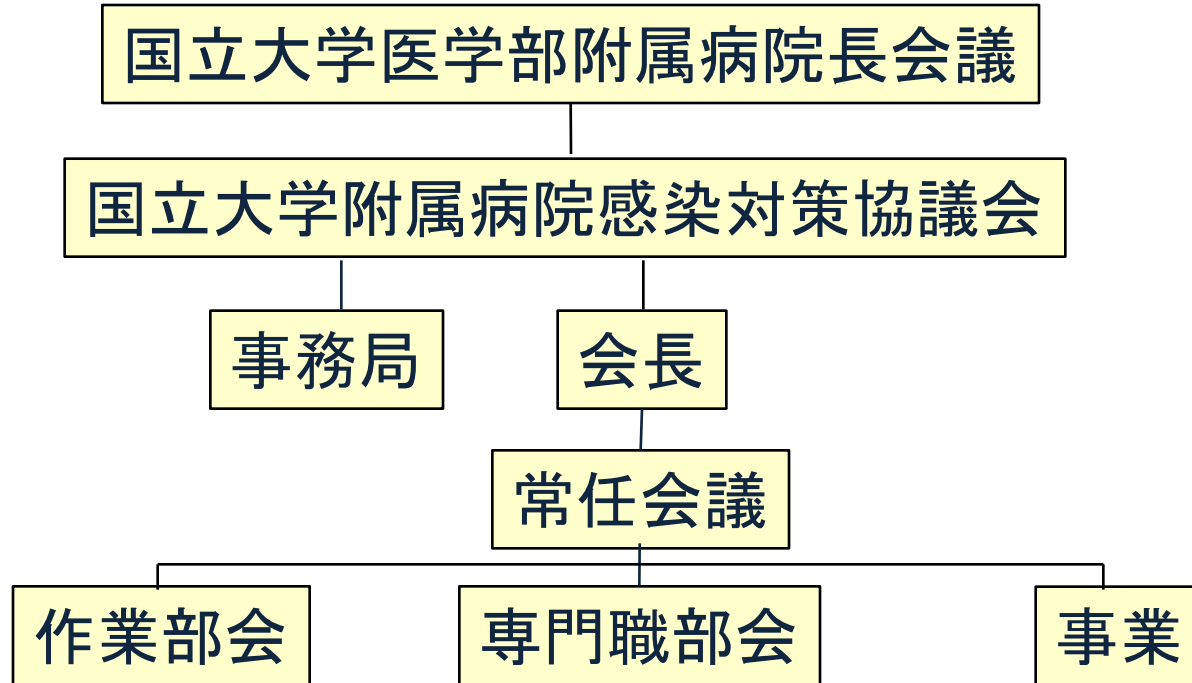 国立大学医学部附属病院長会議
国立大学附属病院感染対策協議会
事務局
会長
常任会議
作業部会
専門職部会
事業